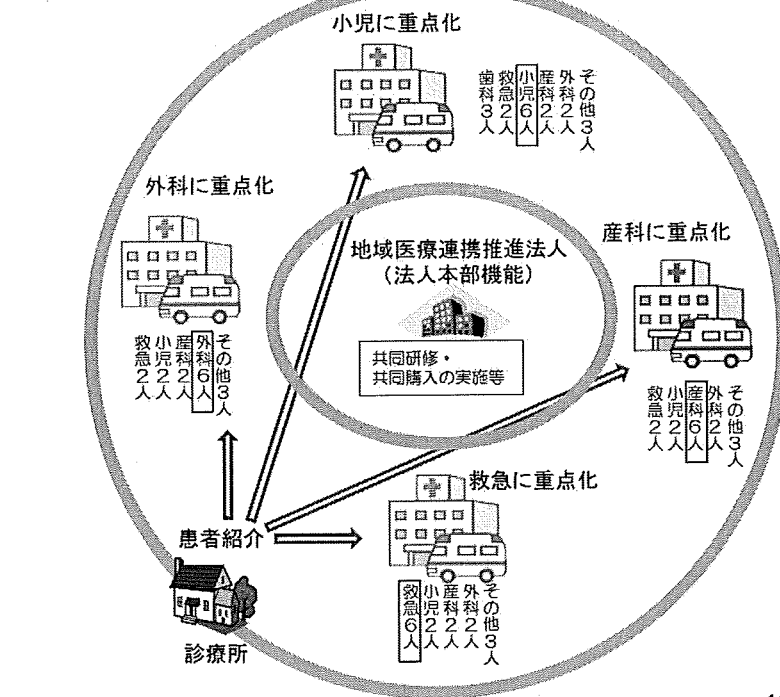 小児に重点化
その他3人
外科2人
産科2人
小児6人
救急2人
歯科3人
外科に重点化
その他3人
外科6人
産科2人
小児2人
救急2人
地域医療連携推進法人
(法人本部機能)
共同研修・
共同購入の実施等
産科に重点化
その他3人
外科2人
産科6人
小児2人
救急2人
救急に重点化
その他3人
外科2人
産科2人
小児2人
救急6人
患者紹介
診療所